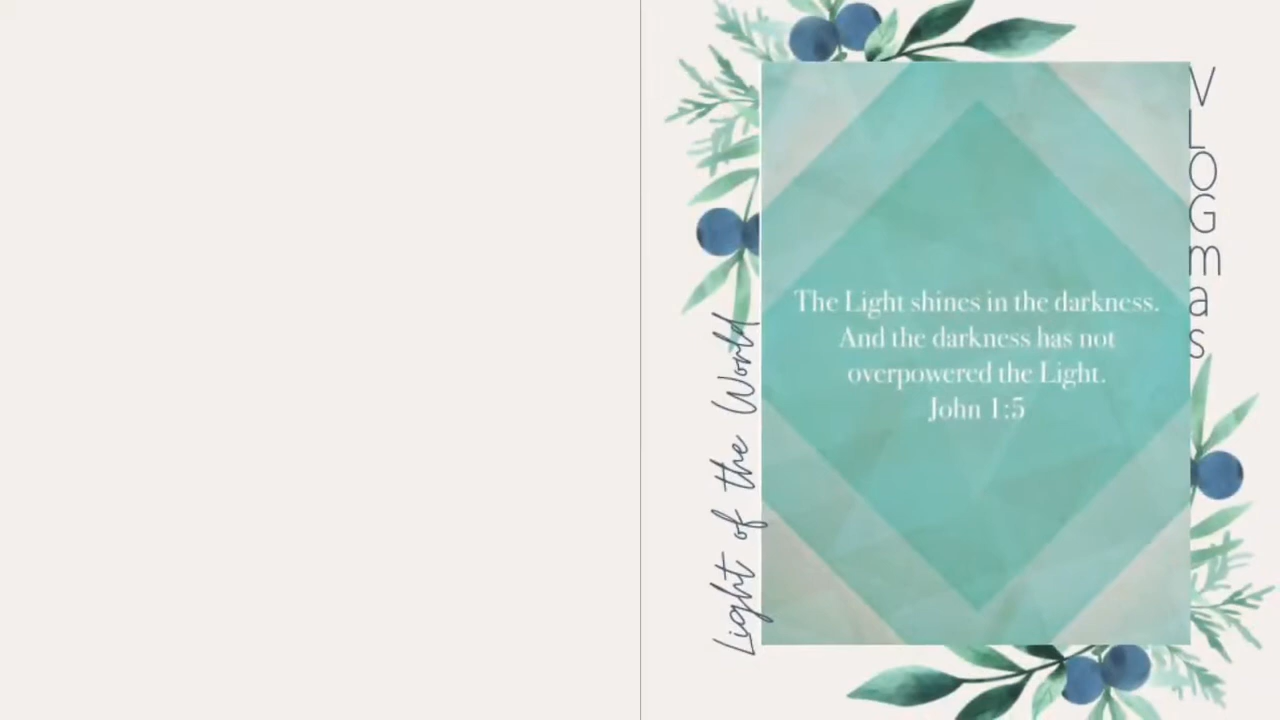 Light of the World
The Light shines in the darkness.
And the darkness has not
overpowered the Light.
John 1:5
VLOGmas